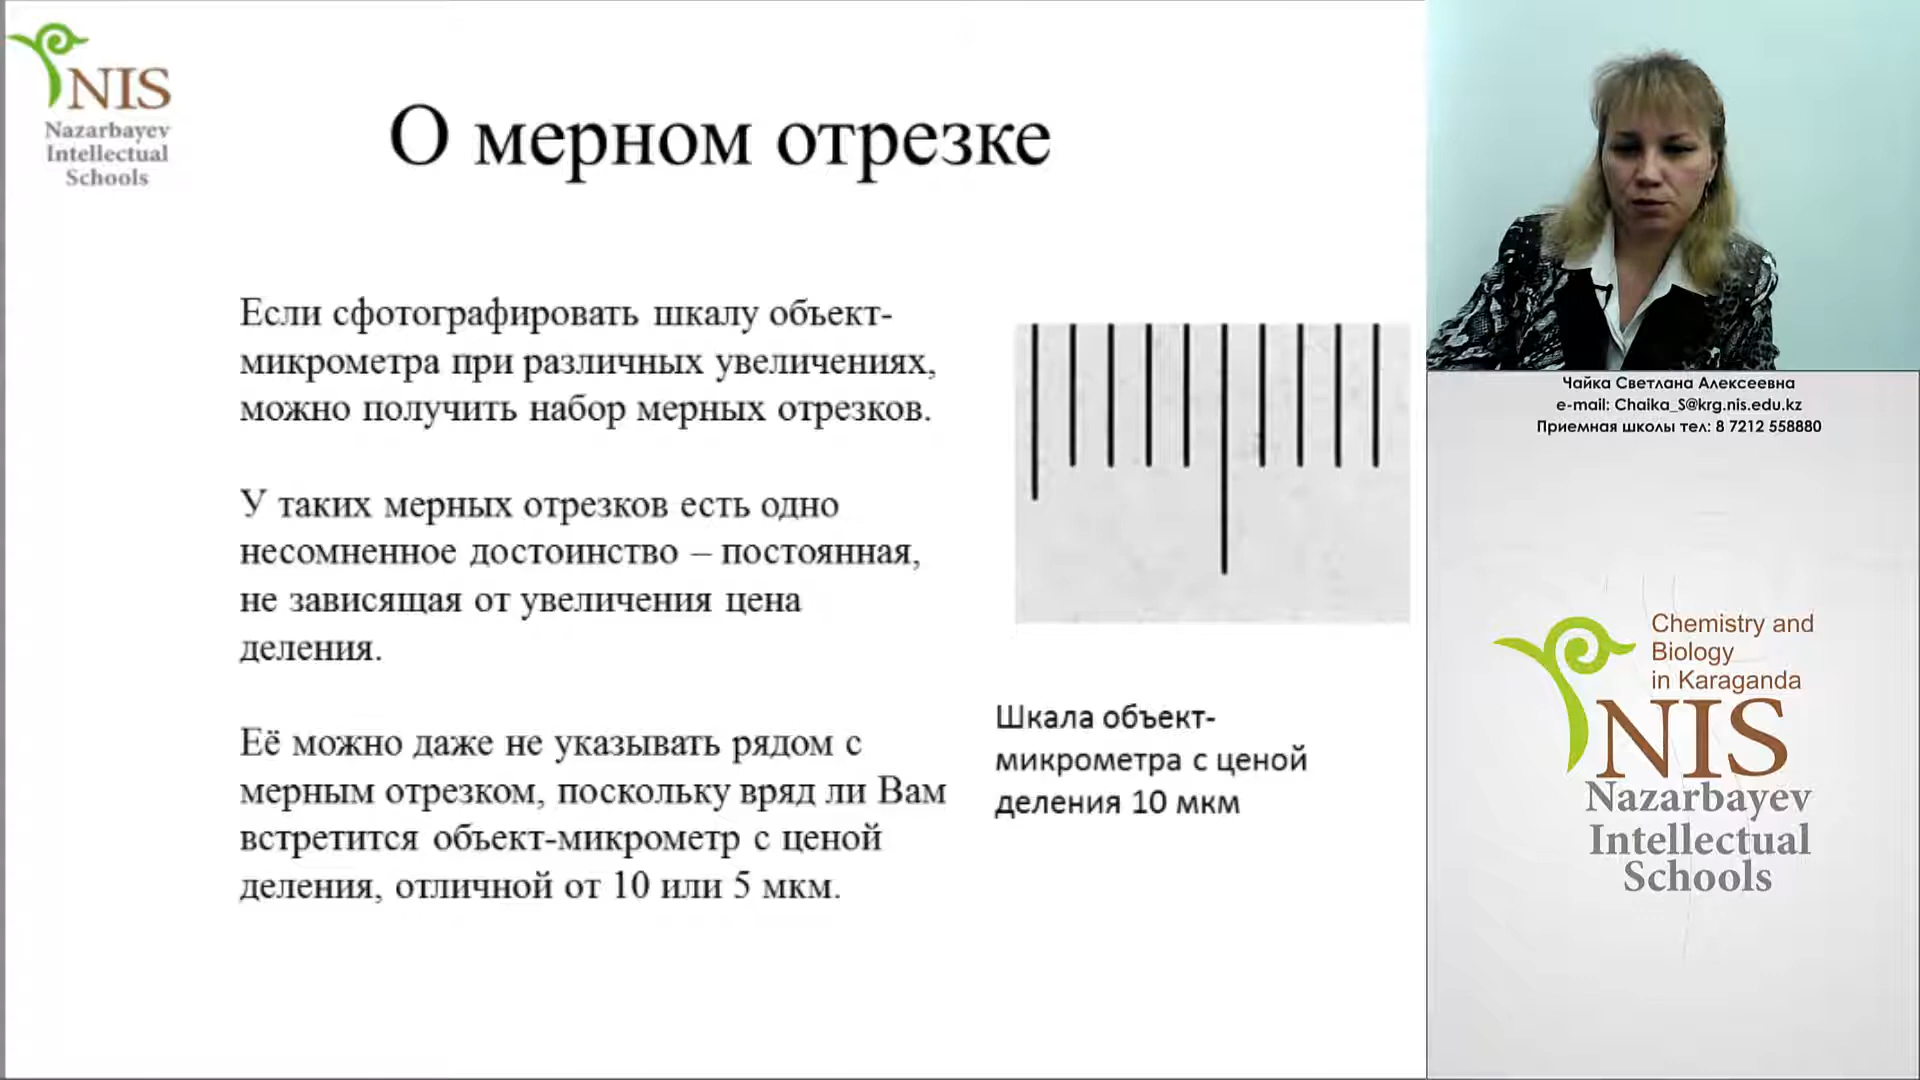 NIS
Nazarbayev
Intellectual
Schools
О мерном отрезке
Если сфотографировать шкалу объект-
микрометра при различных увеличениях,
можно получить набор мерных отрезков.
У таких мерных отрезков есть одно
несомненное достоинство – постоянная,
не зависящая от увеличения цена
деления.
Её можно даже не указывать рядом с
мерным отрезком, поскольку вряд ли Вам
встретится объект-микрометр с ценой
деления, отличной от 10 или 5 мкм.
Шкала объект-
микрометра с ценой
деления 10 мкм
Чайка Светлана Алексеевна
e-mail: Chaika_S@krg.nis.edu.kz
Приемная школы тел: 8 7212 558880
Chemistry and
Biology
in Karaganda
NIS
Nazarbayev
Intellectual
Schools